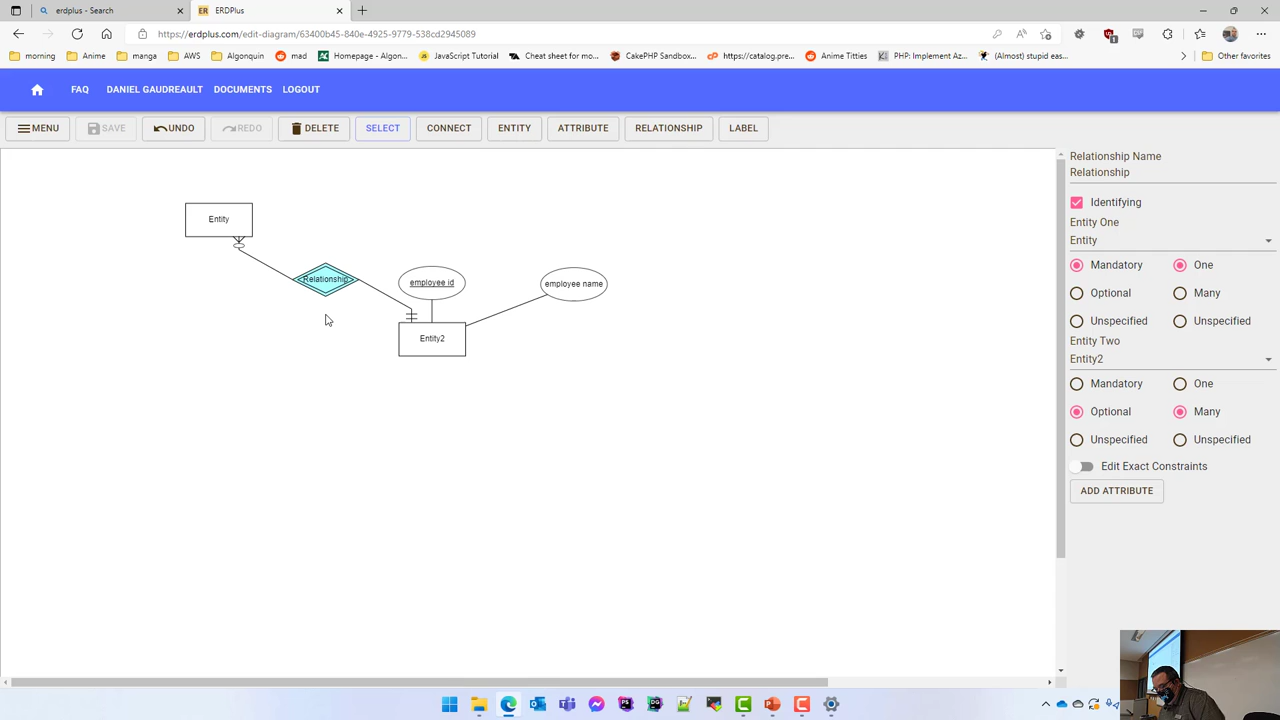 erdplus - Search
ERDPlus
https://erdplus.com/edit-diagram/63400b45-840e-4925-9779-538cd2945089
morning
Anime
manga
AWS
Algonquin
mad
Homepage - Algon...
JavaScript Tutorial
Cheat sheet for mo...
CakePHP Sandbox...
https://catalog.pre...
Anime Titties
PHP: Implement Az...
(Almost) stupid eas...
Other favorites
FAQ
DANIEL GAUDREAULT
DOCUMENTS
LOGOUT
MENU
SAVE
UNDO
REDO
DELETE
SELECT
CONNECT
ENTITY
ATTRIBUTE
RELATIONSHIP
LABEL
Entity
Relationship
employee id
employee name
Entity2
Relationship Name
Relationship
Identifying
Entity One
Entity
Mandatory
One
Optional
Many
Unspecified
Unspecified
Entity Two
Entity2
Mandatory
One
Optional
Many
Unspecified
Unspecified
Edit Exact Constraints
ADD ATTRIBUTE